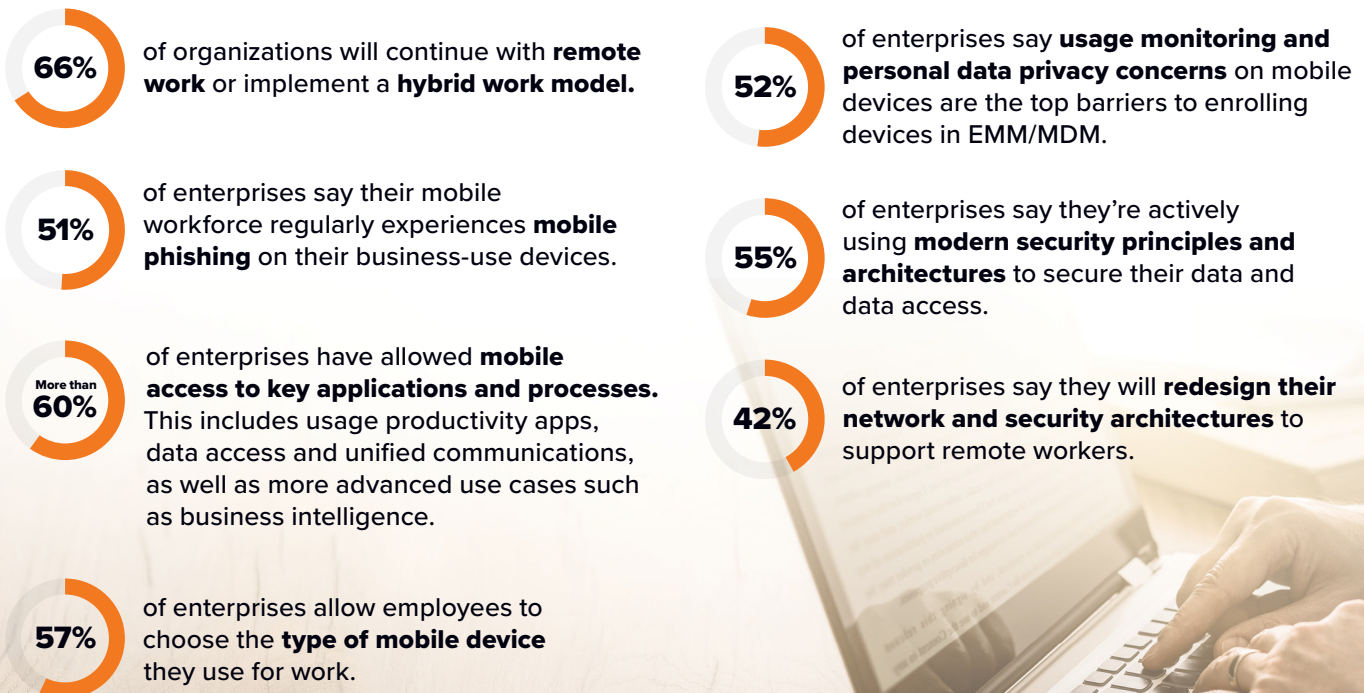 66%
of organizations will continue with remote
work or implement a hybrid work model.
51%
of enterprises say their mobile
workforce regularly experiences mobile
phishing on their business-use devices.
More than
60%
of enterprises have allowed mobile
access to key applications and processes.
This includes usage productivity apps,
data access and unified communications,
as well as more advanced use cases such
as business intelligence.
57%
of enterprises allow employees to
choose the type of mobile device
they use for work.
52%
of enterprises say usage monitoring and
personal data privacy concerns on mobile
devices are the top barriers to enrolling
devices in EMM/MDM.
55%
of enterprises say they’re actively
using modern security principles and
architectures to secure their data and
data access.
42%
of enterprises say they will redesign their
network and security architectures to
support remote workers.